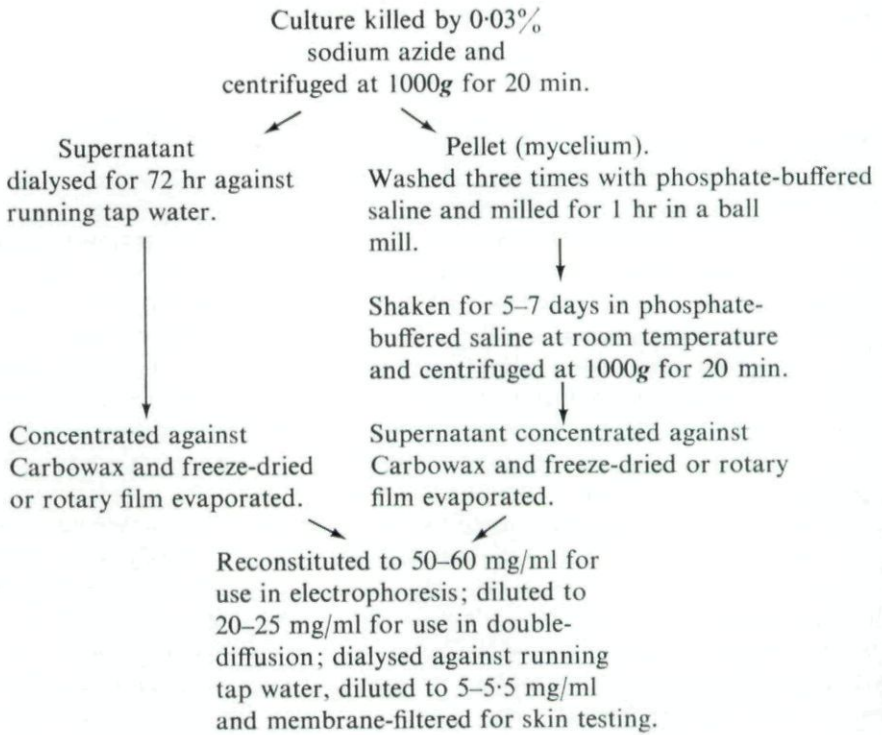 Culture killed by 0·03%
sodium azide and
centrifuged at 1000g for 20 min.
Supernatant
dialysed for 72 hr against
running tap water.
Pellet (mycelium).
Washed three times with phosphate-buffered
saline and milled for 1 hr in a ball
mill.
Shaken for 5–7 days in phosphate-
buffered saline at room temperature
and centrifuged at 1000g for 20 min.
Concentrated against
Carbowax and freeze-dried
or rotary film evaporated.
Supernatant concentrated against
Carbowax and freeze-dried or rotary
film evaporated.
Reconstituted to 50–60 mg/ml for
use in electrophoresis; diluted to
20–25 mg/ml for use in double-
diffusion; dialysed against running
tap water, diluted to 5–5·5 mg/ml
and membrane-filtered for skin testing.